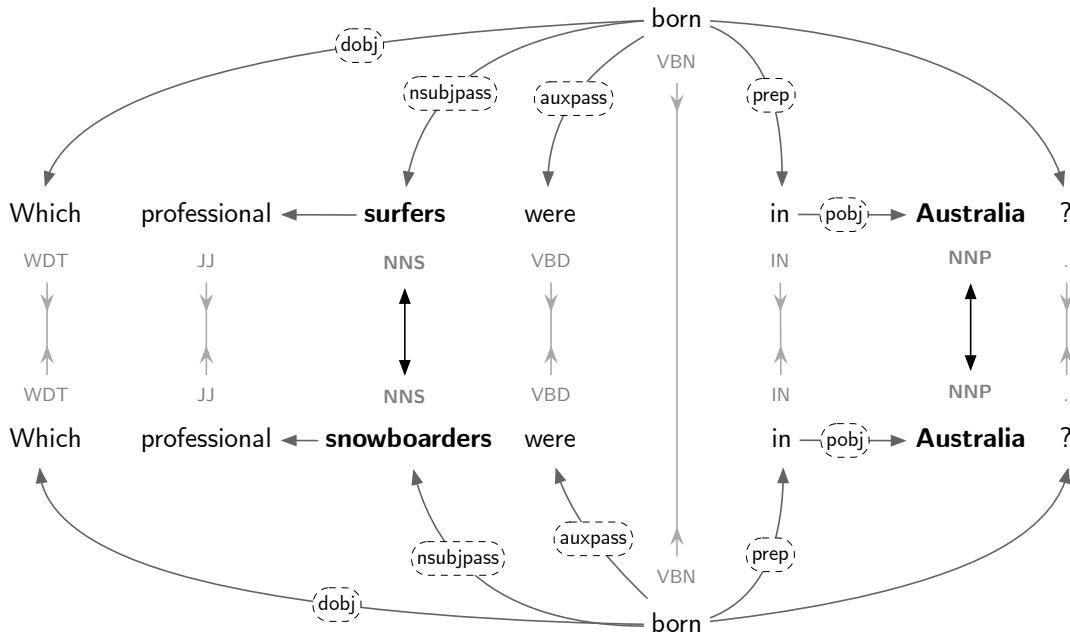 born
dobj
VBN
nsubjpass auxpass prep
Which professional surfers were in pobj Australia ?
WDT JJ NNS VBD IN NNP .
WDT JJ NNS VBD IN NNP .
Which professional snowboarders were in pobj Australia ?
nsubjpass auxpass prep
VBN
dobj
born